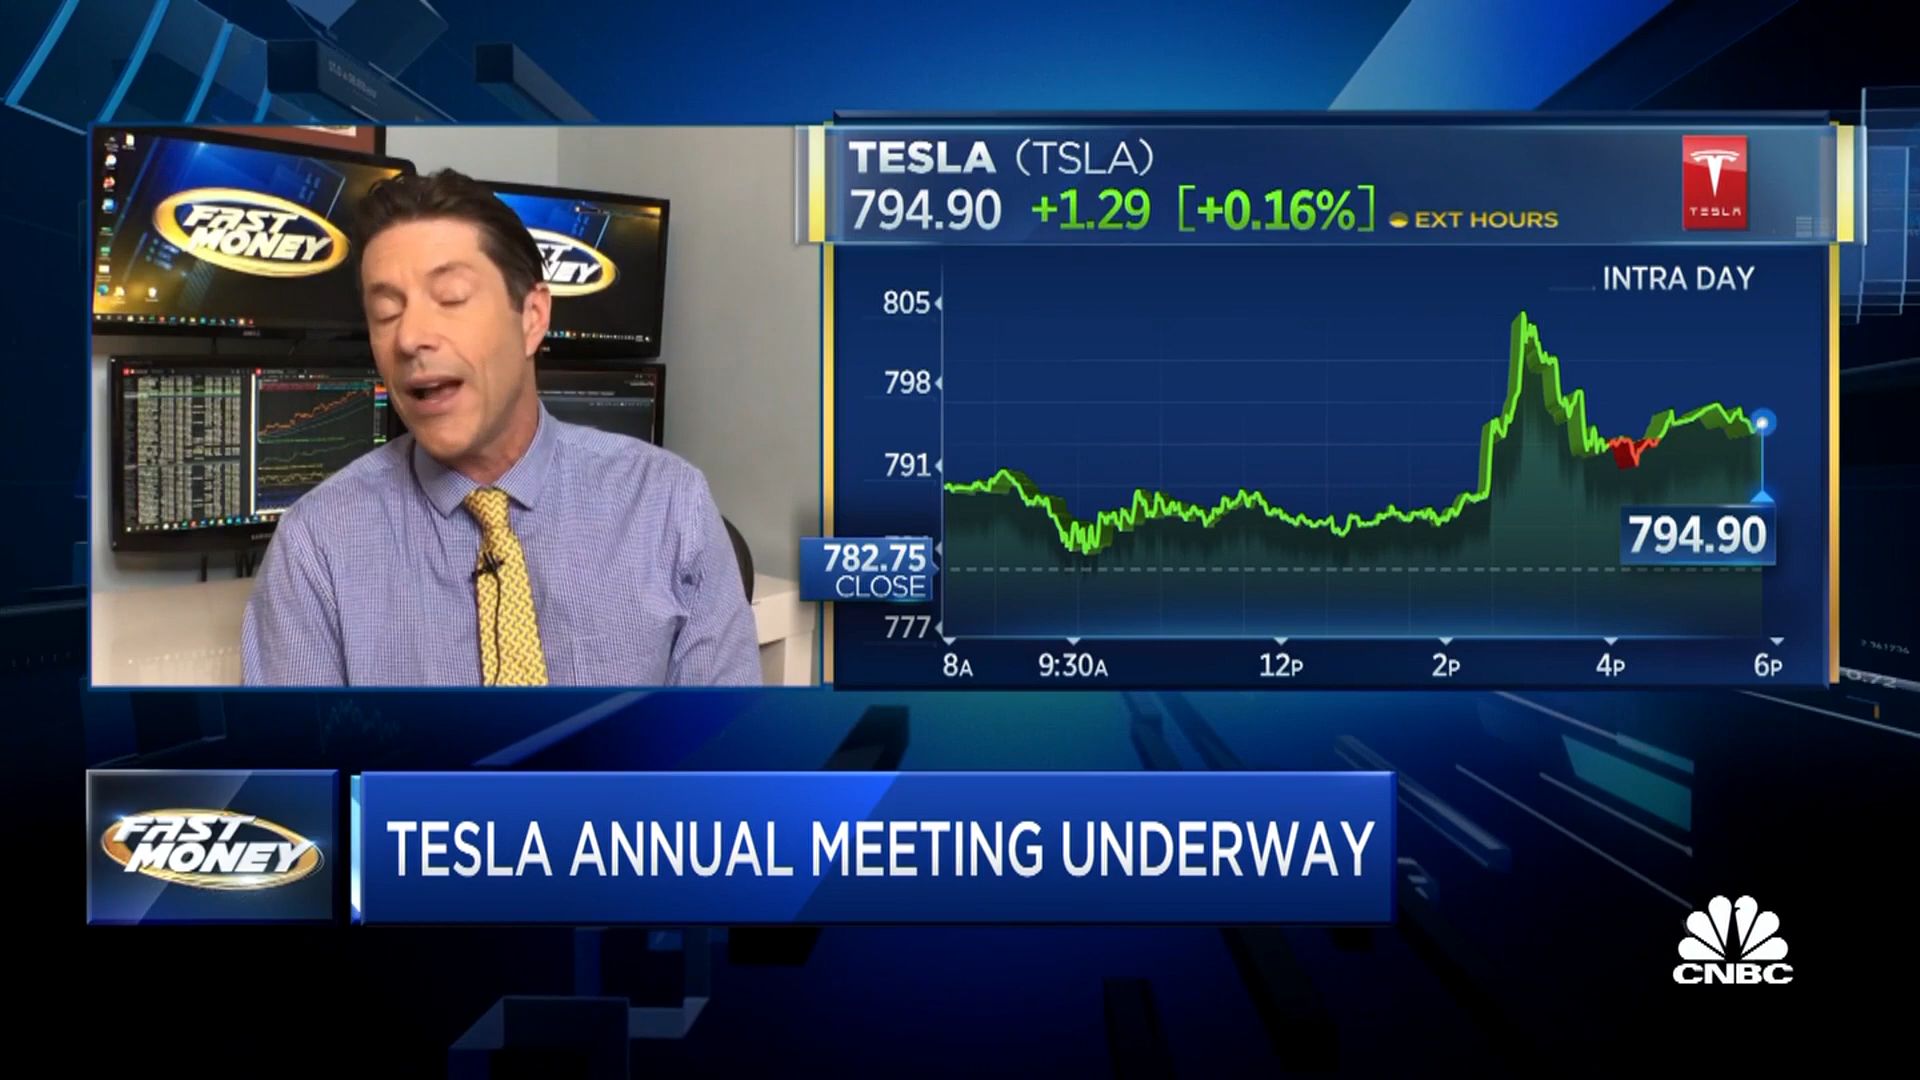 FAST
MONEY
ST
NEY
TESLA (TSLA)
794.90 +1.29 [+0.16%] EXT HOURS
TESLA
INTRA DAY
805
798
791
782.75
CLOSE
777
794.90
8A 9:30A 12P 2P 4P 6P
FAST
MONEY
TESLA ANNUAL MEETING UNDERWAY
CNBC